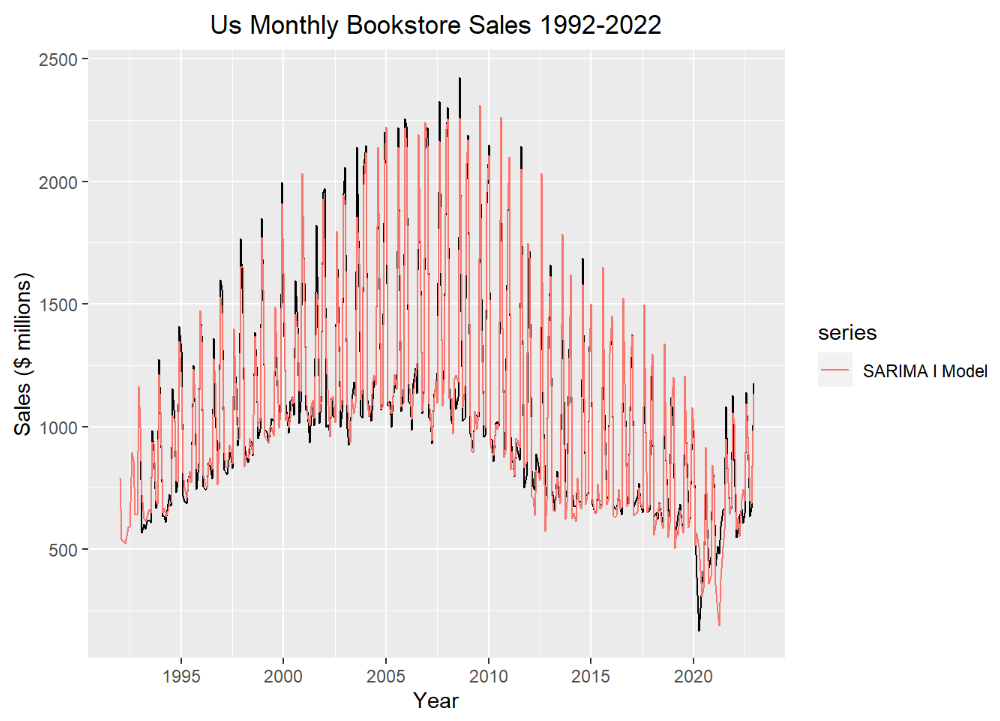 Us Monthly Bookstore Sales 1992-2022
2500
2000
1500
1000
500
Sales ($ millions)
1995
2000
2005
2010
2015
2020
Year
series
SARIMA I Model